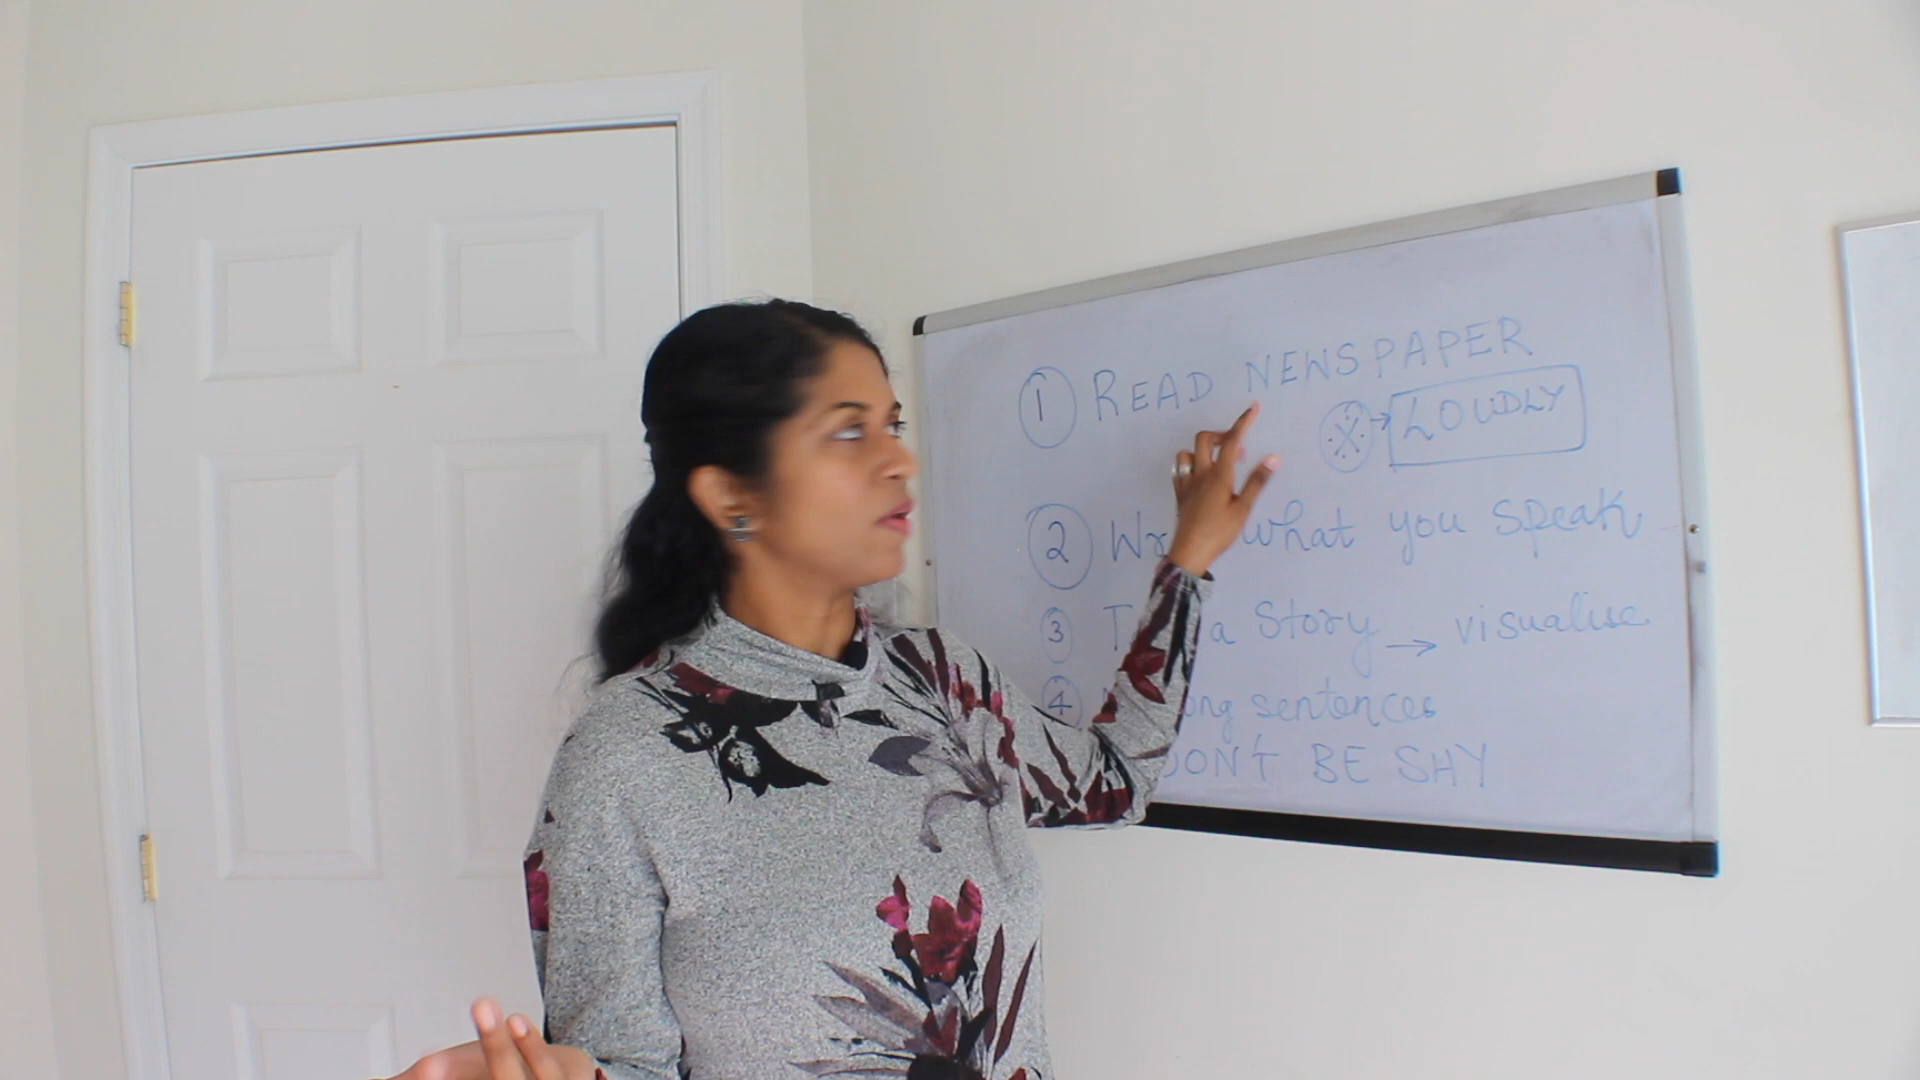 1 READ NEWSPAPER
X → LOUDLY
2 what you speak
3 a story → visualise
4 sentences
DON'T BE SHY